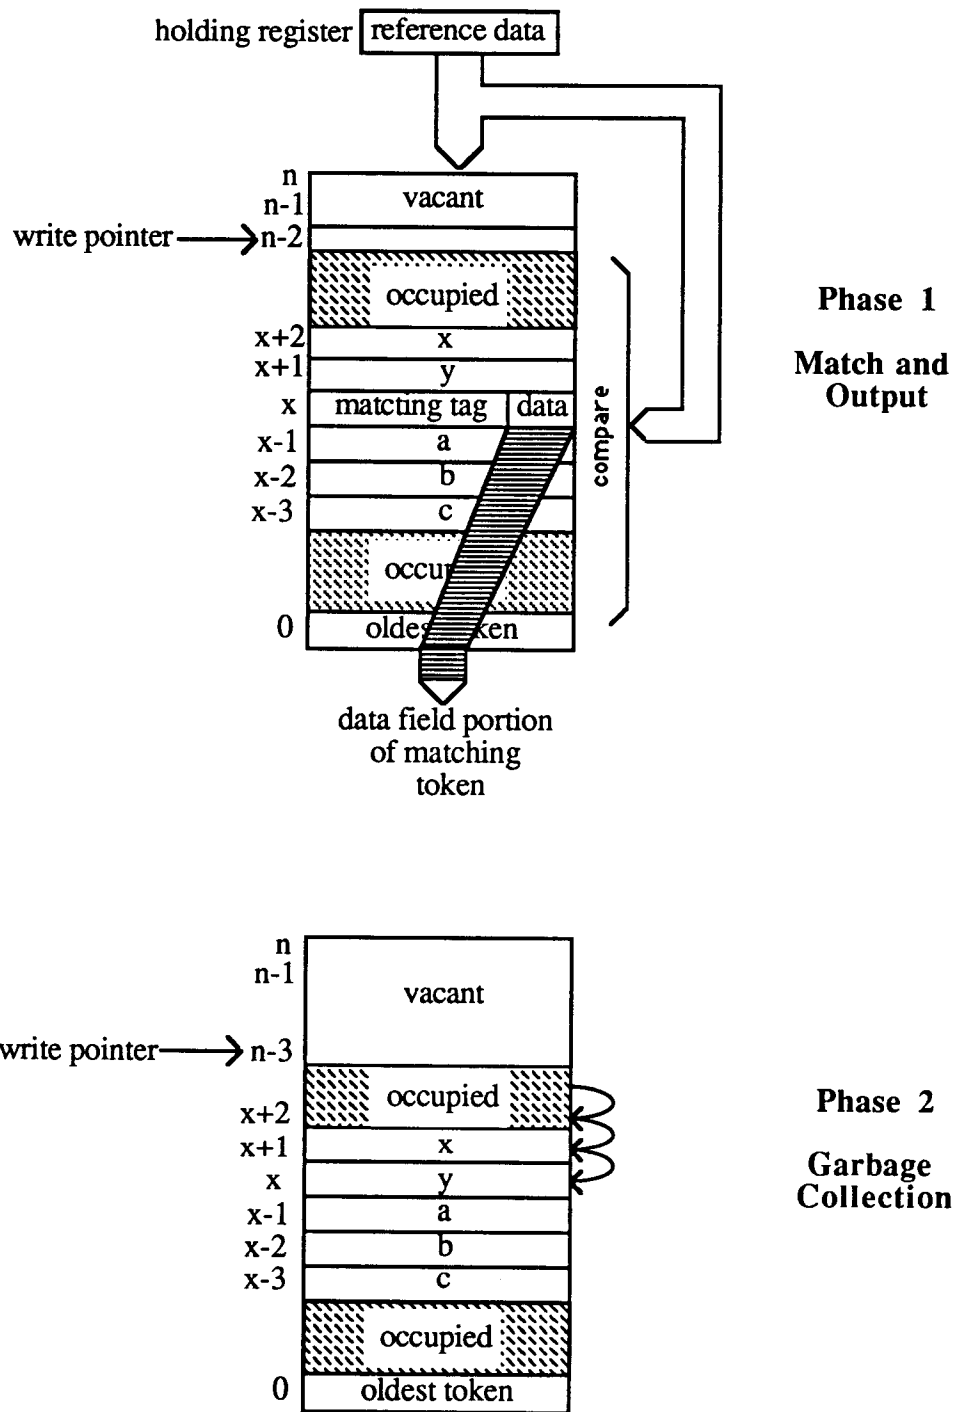 holding register reference data
n
n-1 vacant
write pointer n-2
occupied
Phase 1
x+2 x
x+1 y
Match and
Output
x matcting tag data
compare
x-1 a
x-2 b
x-3 c
0
data field portion
of matching
token
n
n-1
vacant
write pointer n-3
occupied
Phase 2
x+2
x+1 x
x y
Garbage
Collection
x-1 a
x-2 b
x-3 c
occupied
0 oldest token